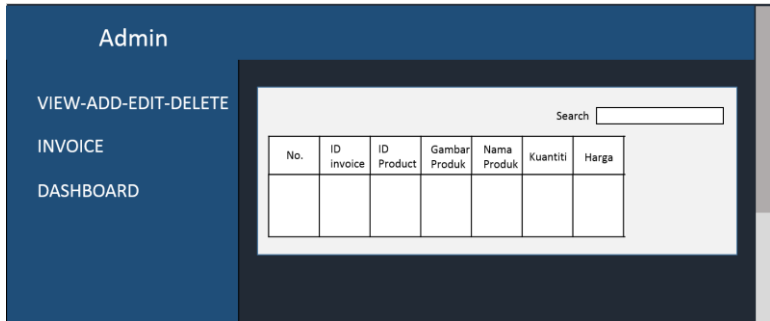 Admin
VIEW-ADD-EDIT-DELETE
INVOICE
DASHBOARD
Search
No.
ID
invoice
ID
Product
Gambar
Produk
Nama
Produk
Kuantiti
Harga